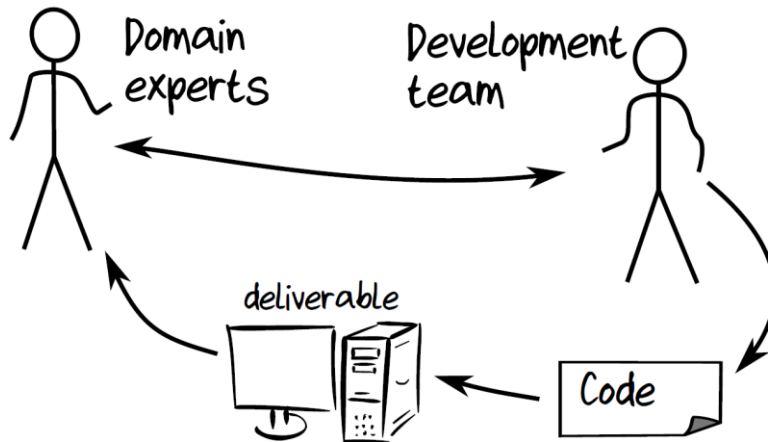 Domain
experts
Development
team
deliverable
Code